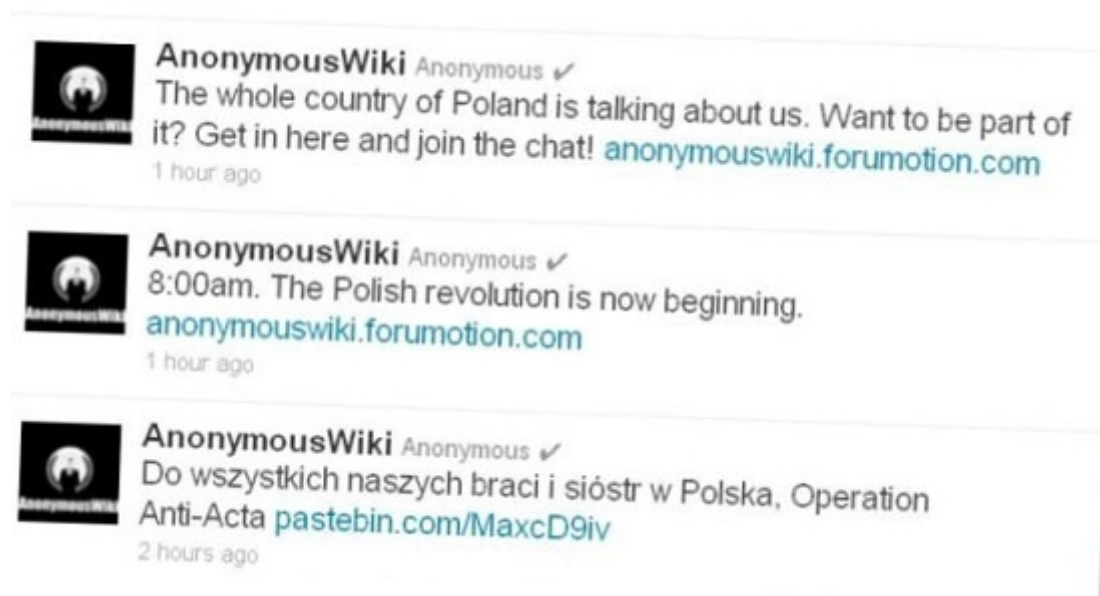 AnonymousWiki Anonymous ✔
The whole country of Poland is talking about us. Want to be part of
it? Get in here and join the chat! anonymouswiki.forumotion.com
1 hour ago
AnonymousWiki Anonymous ✔
8:00am. The Polish revolution is now beginning.
anonymouswiki.forumotion.com
1 hour ago
AnonymousWiki Anonymous ✔
Do wszystkich naszych braci i sióstr w Polska, Operation
Anti-Acta pastebin.com/MaxcD9iv
2 hours ago